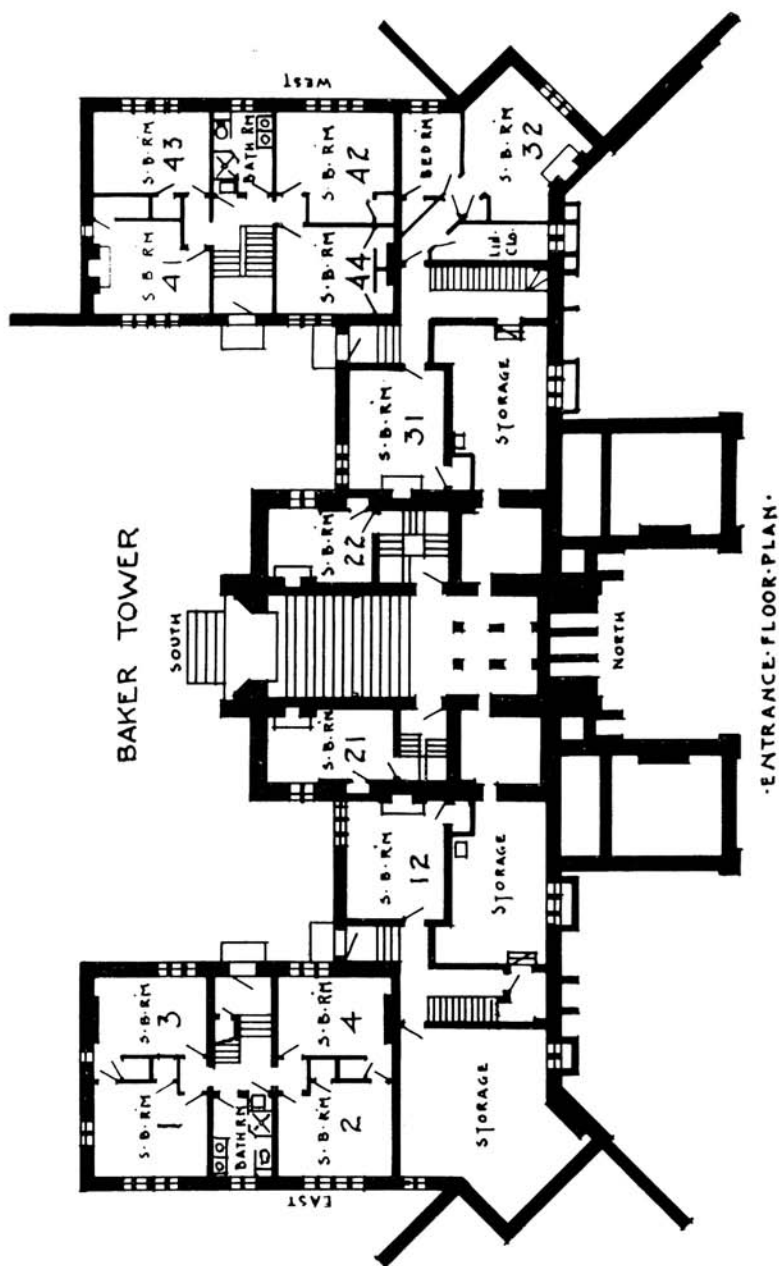 BAKER TOWER
SOUTH
EAST
WEST
S·B·RM
1
S·B·RM
3
BATH RM
S·B·RM
2
S·B·RM
4
S·B·RM
41
S·B·RM
43
BATH RM
S·B·RM
44
S·B·RM
42
S·B·RM
21
S·B·RM
22
S·B·RM
12
S·B·RM
31
BEDRM
STORAGE
STORAGE
STORAGE
LIN.
CLO.
S·B·RM
32
NORTH
·ENTRANCE·FLOOR·PLAN·